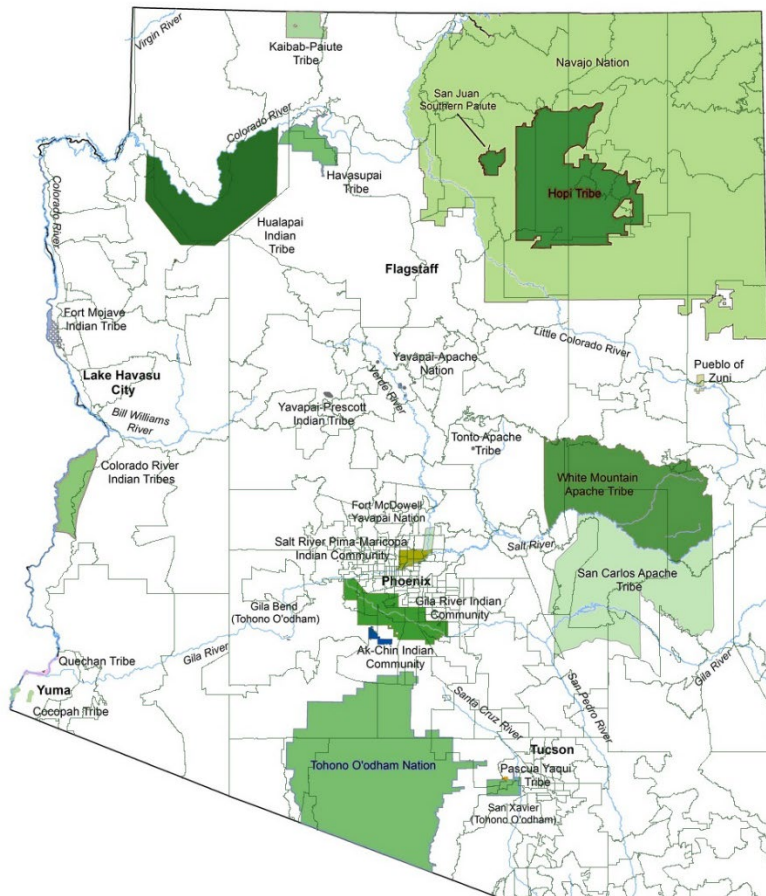 Virgin River
Kaibab-Paiute
Tribe
Navajo Nation
San Juan
Southern Paiute
Colorado River
Havasupai
Tribe
Hopi Tribe
Colorado River
Hualapai
Indian
Tribe
Flagstaff
Fort Mojave
Indian Tribe
Little Colorado River
Yavapai-Apache
Nation
Pueblo of
Zuni
Lake Havasu
City
Verde River
Bill Williams
River
Yavapai-Prescott
Indian Tribe
Tonto Apache
Tribe
Colorado River
Indian Tribes
White Mountain
Apache Tribe
Fort McDowell
Yavapai Nation
Salt River Pima-Maricopa
Indian Community
Salt River
Phoenix
San Carlos Apache
Tribe
Gila Bend
(Tohono O'odham)
Gila River Indian
Community
Ak-Chin Indian
Community
Gila River
Gila River
Quechan Tribe
Yuma
Cocopah Tribe
Santa Cruz River
San Pedro River
Tucson
Tohono O'odham Nation
Pascua Yaqui
Tribe
San Xavier
(Tohono O'odham)